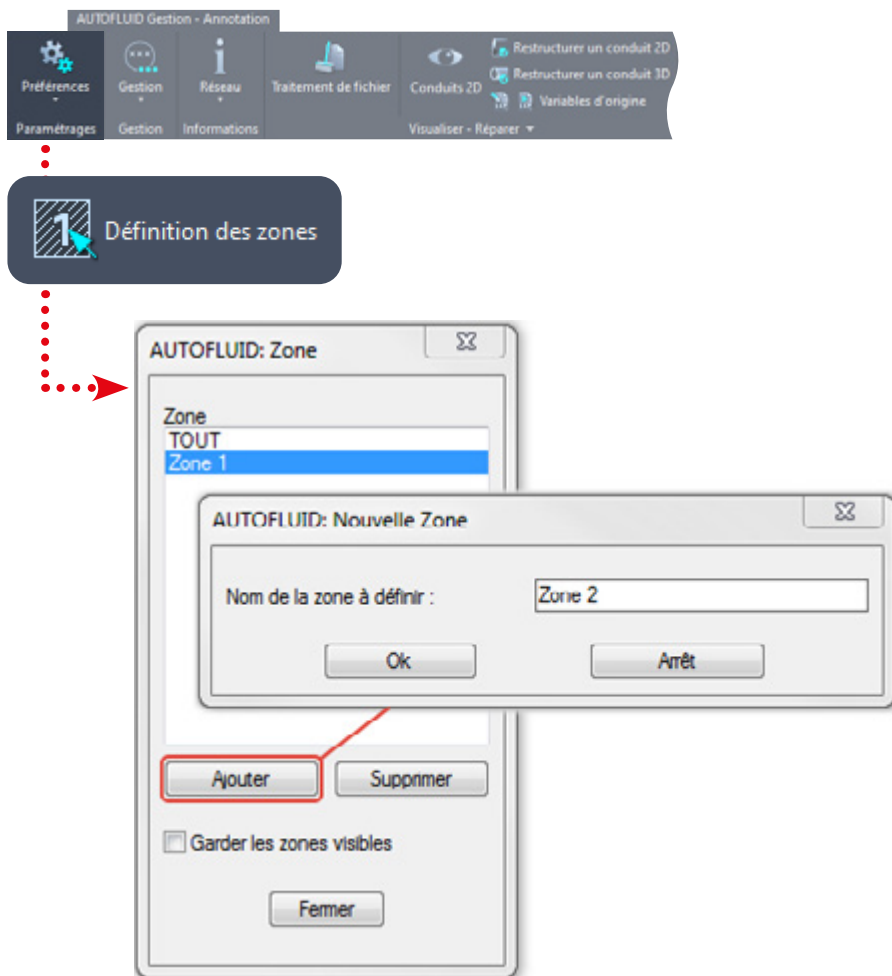 AUTOFLUID Gestion - Annotation
Préférences
Gestion
Réseau
Traitement de fichier
Conduits 2D
Restructurer un conduit 2D
Restructurer un conduit 3D
Variables d'origine
Paramétrages
Gestion
Informations
Visualiser - Réparer
1
Définition des zones
AUTOFLUID: Zone
Zone
TOUT
Zone 1
AUTOFLUID: Nouvelle Zone
Nom de la zone à définir :
Zone 2
Ok
Arrêt
Ajouter
Supprimer
Garder les zones visibles
Fermer